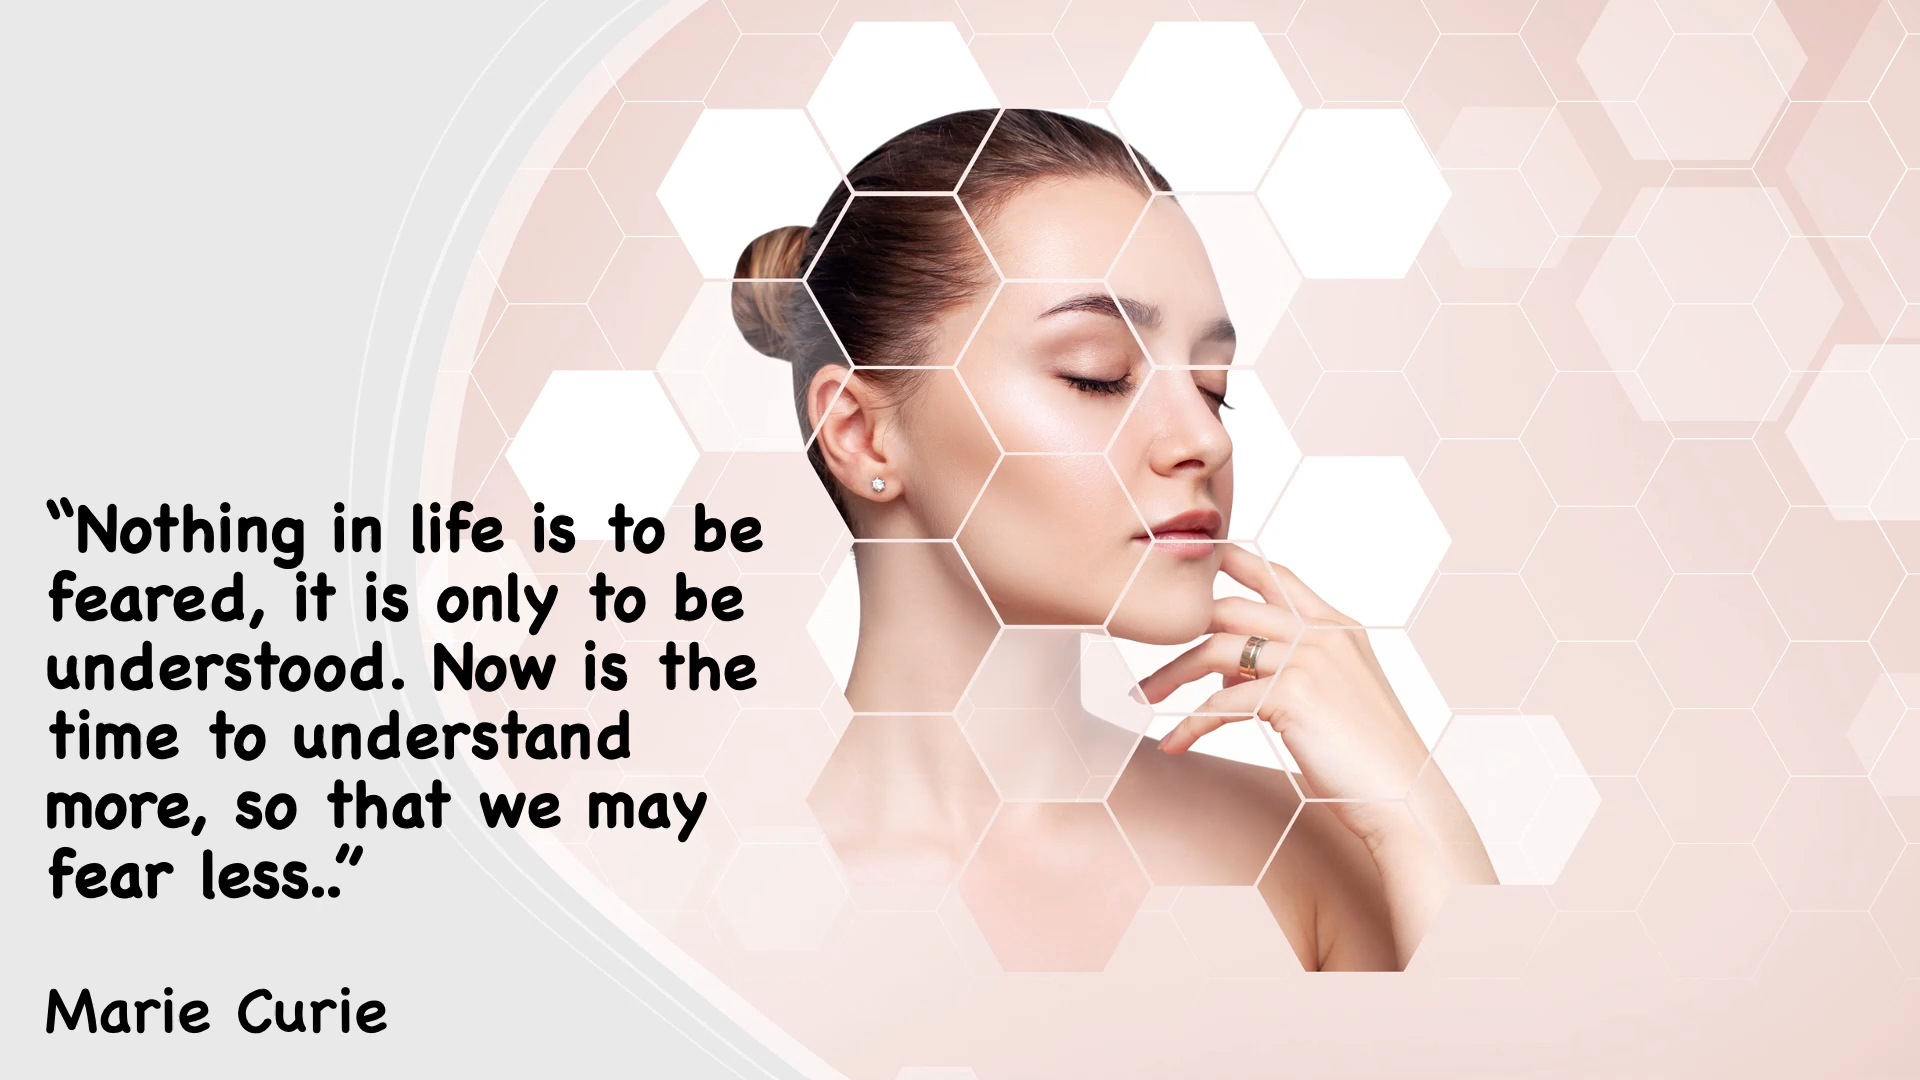 “Nothing in life is to be
feared, it is only to be
understood. Now is the
time to understand
more, so that we may
fear less..”
Marie Curie